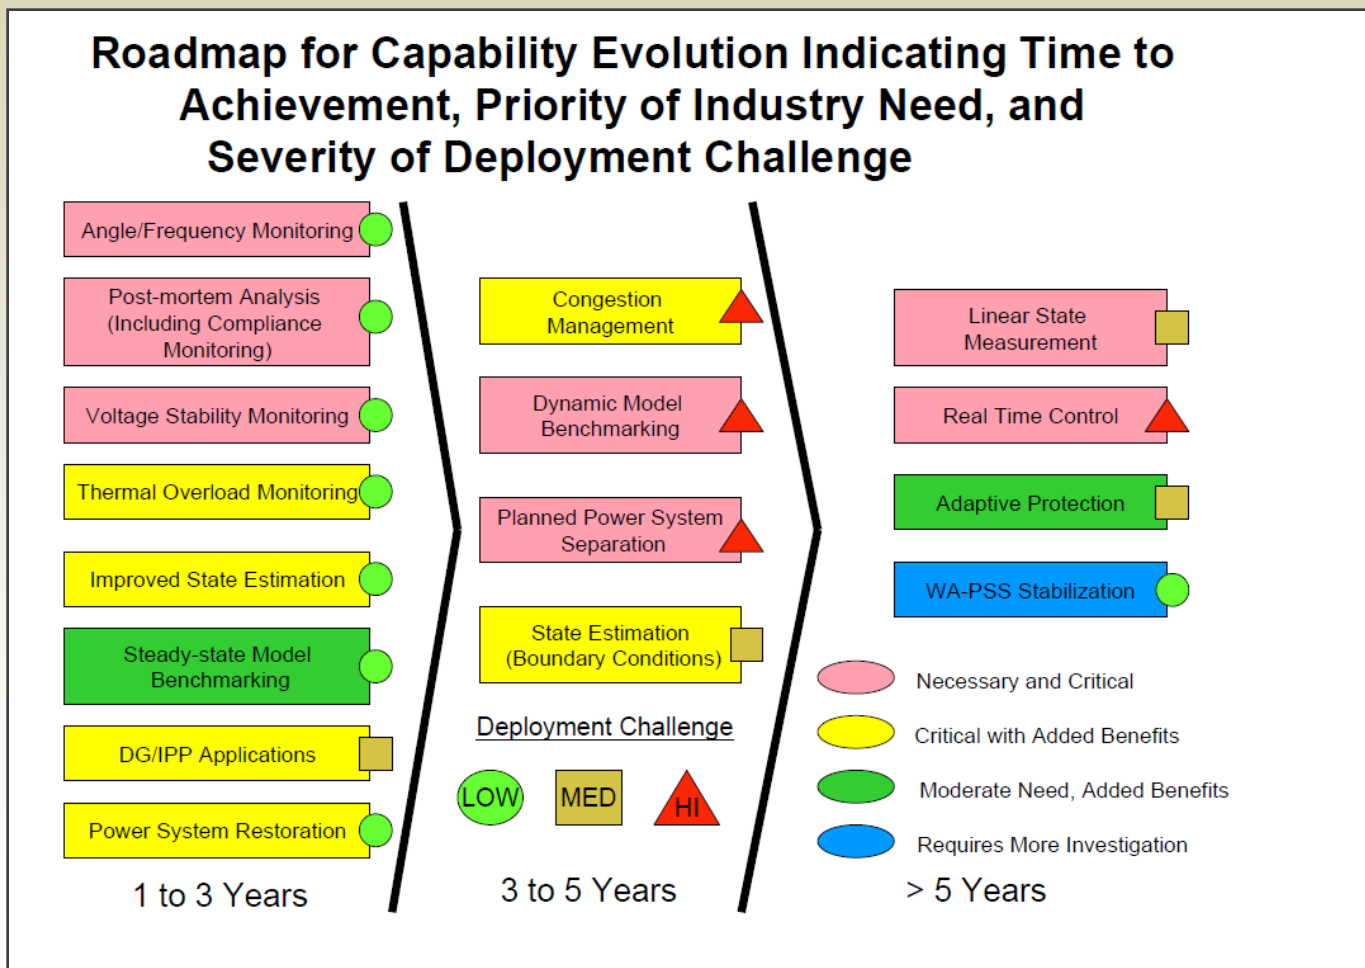 Roadmap for Capability Evolution Indicating Time to
Achievement, Priority of Industry Need, and
Severity of Deployment Challenge
Angle/Frequency Monitoring
Post-mortem Analysis
(Including Compliance
Monitoring)
Voltage Stability Monitoring
Thermal Overload Monitoring
Improved State Estimation
Steady-state Model
Benchmarking
DG/IPP Applications
Power System Restoration
1 to 3 Years
Congestion
Management
Dynamic Model
Benchmarking
Planned Power System
Separation
State Estimation
(Boundary Conditions)
Deployment Challenge
LOW
MED
HI
3 to 5 Years
Linear State
Measurement
Real Time Control
Adaptive Protection
WA-PSS Stabilization
Necessary and Critical
Critical with Added Benefits
Moderate Need, Added Benefits
Requires More Investigation
> 5 Years